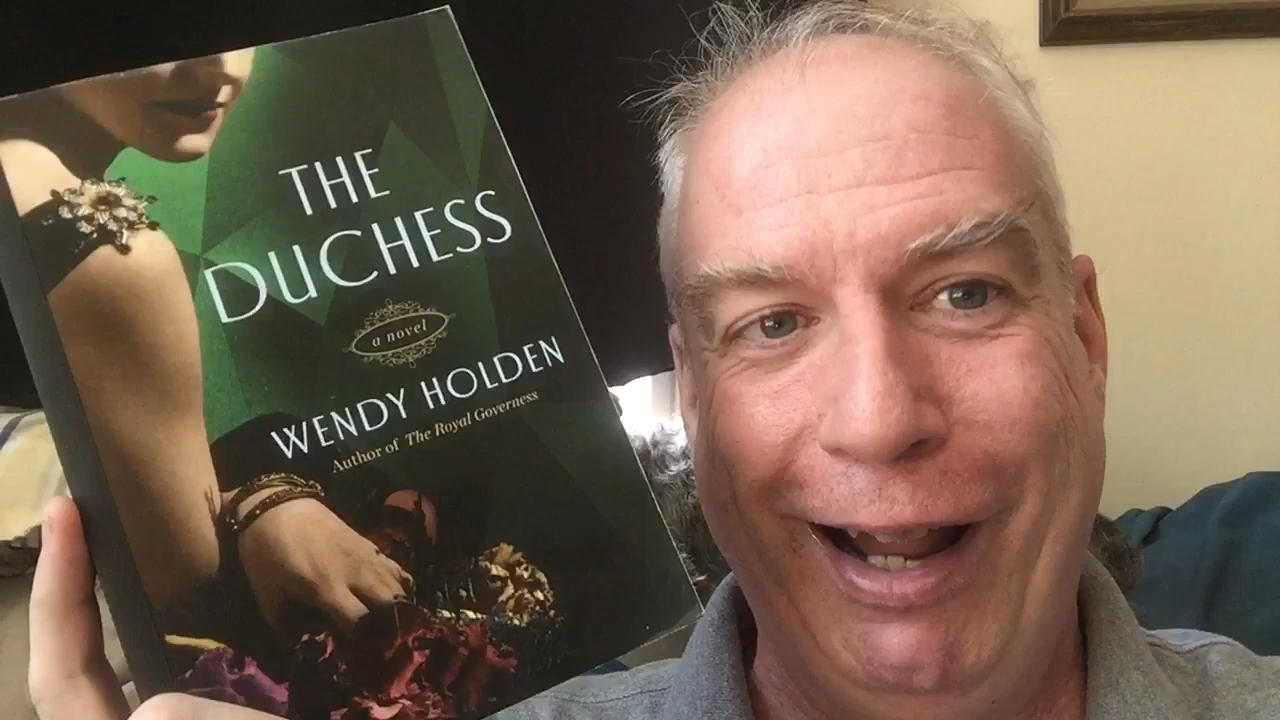 THE
DUCHESS
a novel
WENDY HOLDEN
Author of The Royal Governess